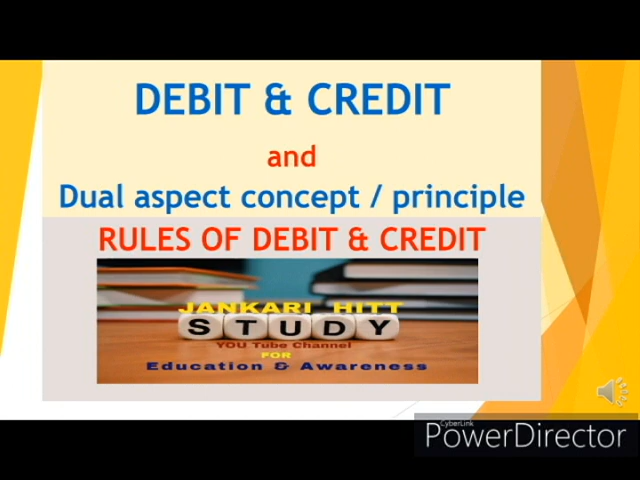 DEBIT & CREDIT
and
Dual aspect concept / principle
RULES OF DEBIT & CREDIT
JANKARI HITT
STUDY
YOU Tube Channel
FOR
Education & Awareness
CyberLink
PowerDirector